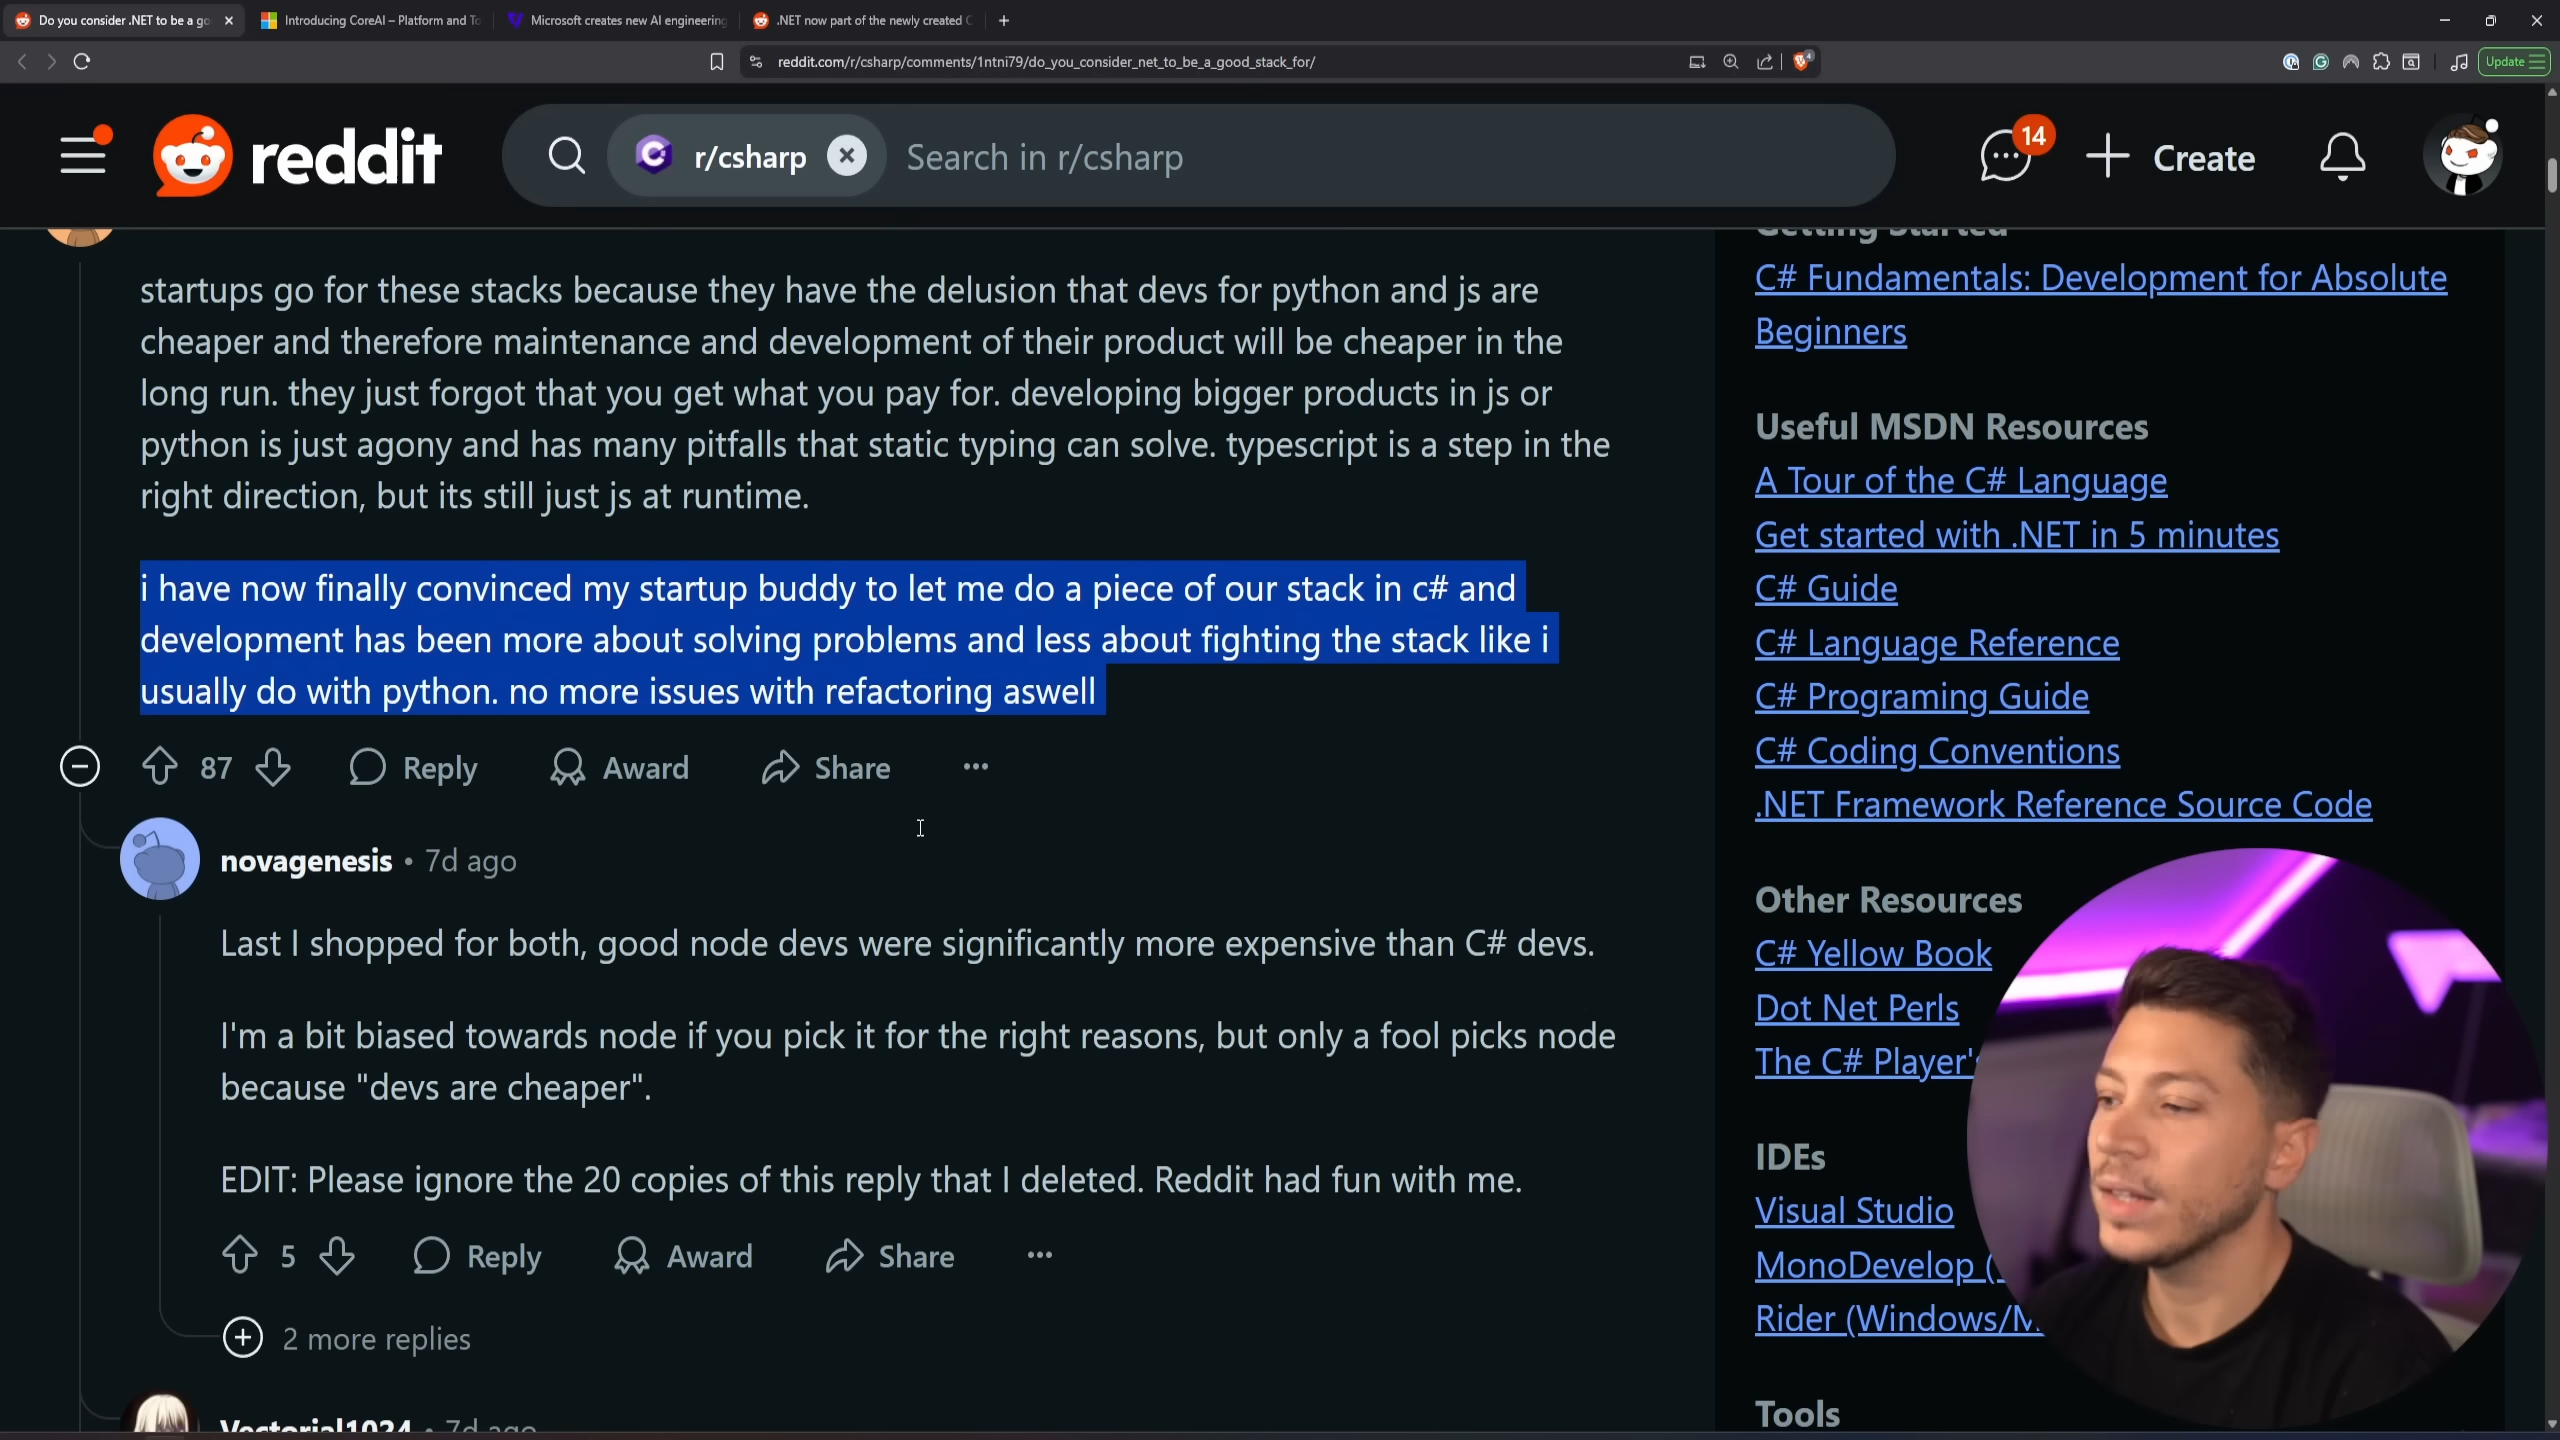 Do you consider .NET to be a go
Introducing CoreAI – Platform and To
Microsoft creates new AI engineering
.NET now part of the newly created C
reddit.com/r/csharp/comments/1ntni79/do_you_consider_net_to_be_a_good_stack_for/
4
Update
reddit
r/csharp
Search in r/csharp
14
Create
startups go for these stacks because they have the delusion that devs for python and js are
cheaper and therefore maintenance and development of their product will be cheaper in the
long run. they just forgot that you get what you pay for. developing bigger products in js or
python is just agony and has many pitfalls that static typing can solve. typescript is a step in the
right direction, but its still just js at runtime.
i have now finally convinced my startup buddy to let me do a piece of our stack in c# and
development has been more about solving problems and less about fighting the stack like i
usually do with python. no more issues with refactoring aswell
87
Reply
Award
Share
novagenesis • 7d ago
Last I shopped for both, good node devs were significantly more expensive than C# devs.
I'm a bit biased towards node if you pick it for the right reasons, but only a fool picks node
because "devs are cheaper".
EDIT: Please ignore the 20 copies of this reply that I deleted. Reddit had fun with me.
5
Reply
Award
Share
2 more replies
Vectorial1024 • 7d ago
Getting Started
C# Fundamentals: Development for Absolute
Beginners
Useful MSDN Resources
A Tour of the C# Language
Get started with .NET in 5 minutes
C# Guide
C# Language Reference
C# Programing Guide
C# Coding Conventions
.NET Framework Reference Source Code
Other Resources
C# Yellow Book
Dot Net Perls
The C# Player's
IDEs
Visual Studio
MonoDevelop (
Rider (Windows/M
Tools